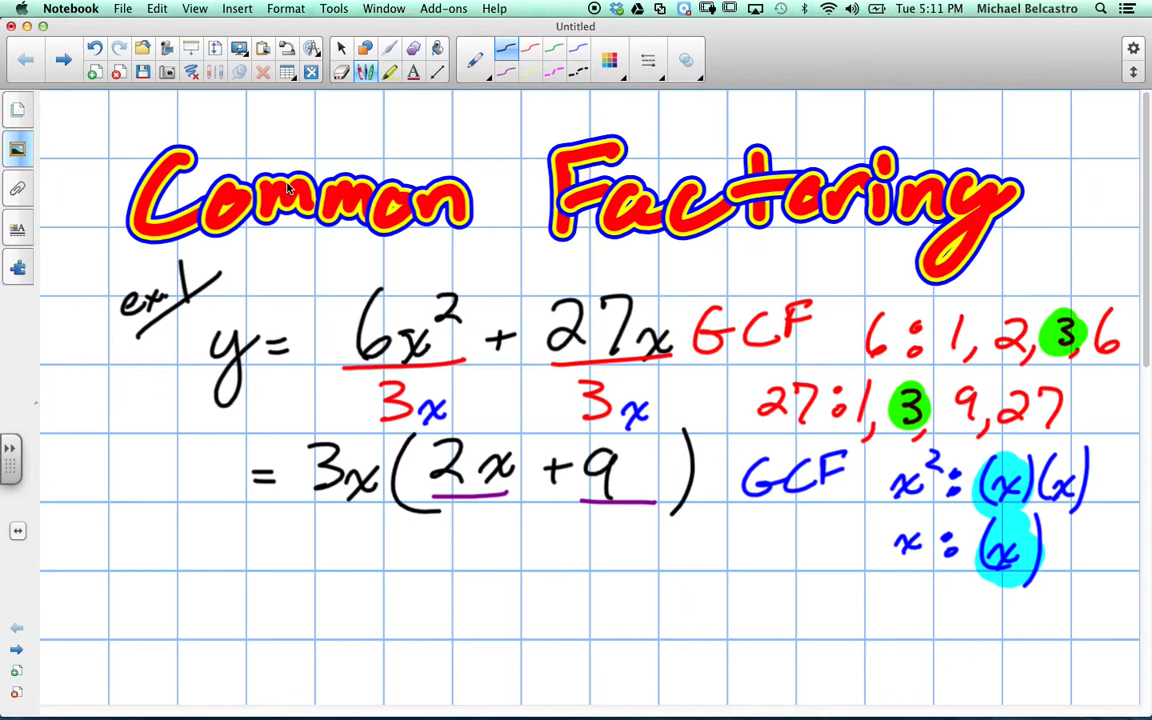 Notebook File Edit View Insert Format Tools Window Add-ons Help Tue 5:11 PM Michael Belcastro
Untitled
Common Factoring
ex. 1
y = 6x² + 27x GCF 6 : 1, 2, 3, 6
3x 3x 27 : 1, 3, 9, 27
= 3x ( 2x + 9 ) GCF x² : (x)(x)
x : (x)